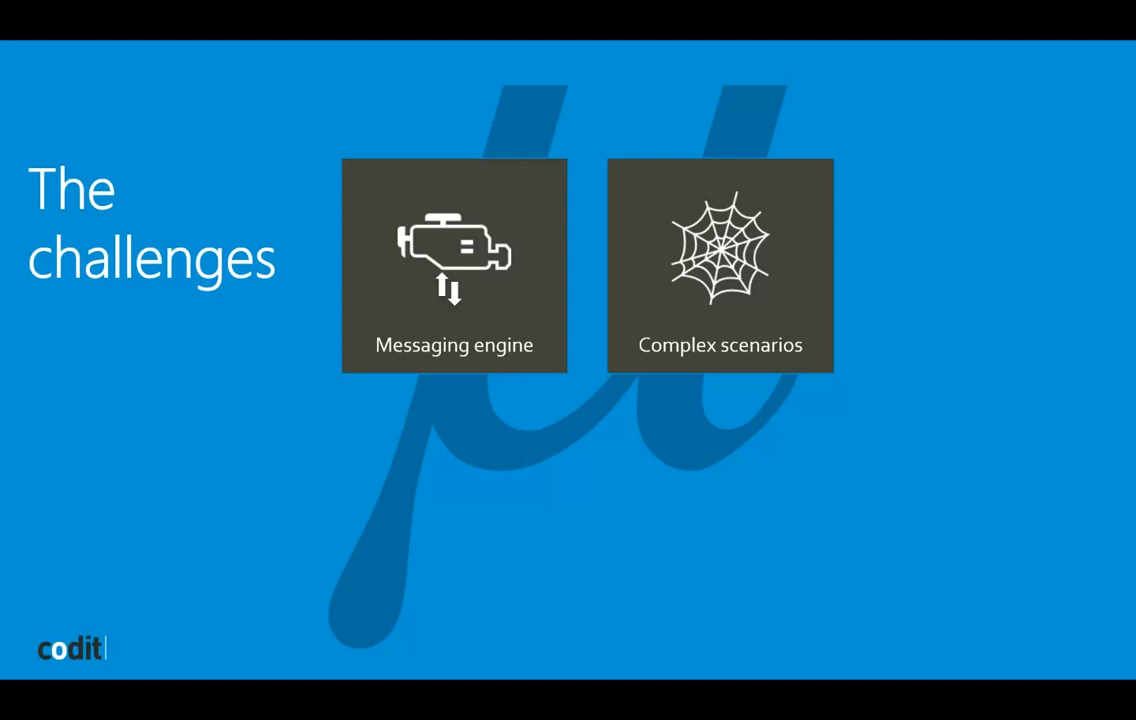 The
challenges
Messaging engine
Complex scenarios
μ
codit